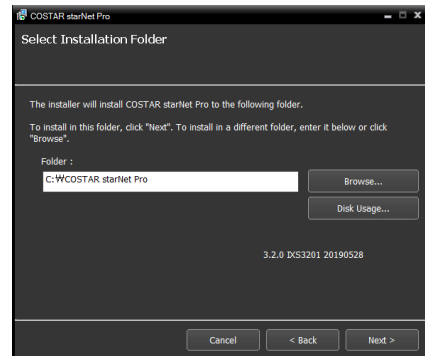 COSTAR starNet Pro
Select Installation Folder
The installer will install COSTAR starNet Pro to the following folder.
To install in this folder, click "Next". To install in a different folder, enter it below or click
"Browse".
Folder :
C:₩COSTAR starNet Pro
Browse...
Disk Usage...
3.2.0 IXS3201 20190528
Cancel
< Back
Next >